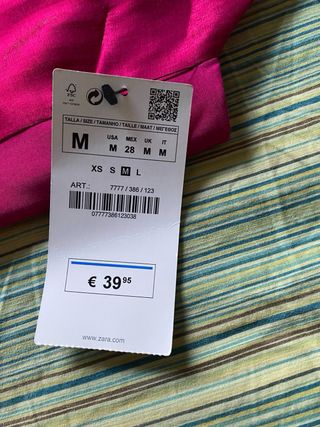 FSC
TALLA / SIZE / TAMANHO / TAILLE / MAAT / ΜΕΓΕΘΟΣ
M
USA MEX UK IT
M 28 M M
XS S M L
ART.: 7777 / 386 / 123
07777386123038
€ 39 95
www.zara.com